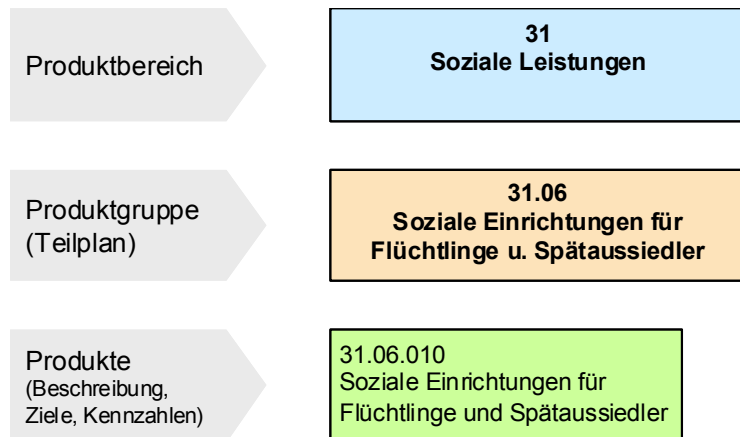 Produktbereich
31
Soziale Leistungen
Produktgruppe
(Teilplan)
31.06
Soziale Einrichtungen für
Flüchtlinge u. Spätaussiedler
Produkte
(Beschreibung,
Ziele, Kennzahlen)
31.06.010
Soziale Einrichtungen für
Flüchtlinge und Spätaussiedler